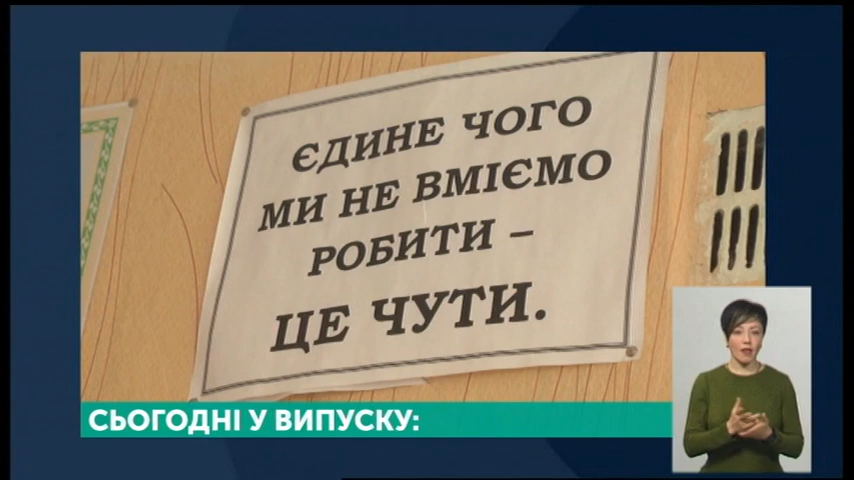 ЄДИНЕ ЧОГО
МИ НЕ ВМІЄМО
РОБИТИ –
ЦЕ ЧУТИ.
СЬОГОДНІ У ВИПУСКУ: